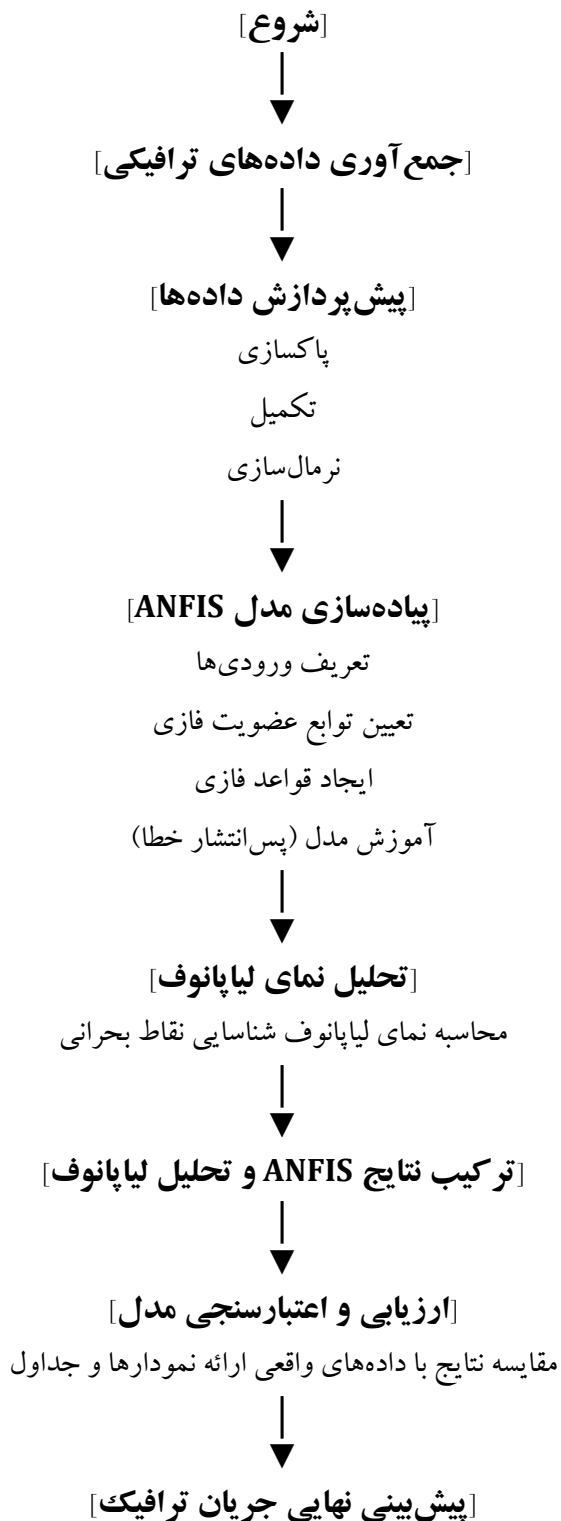 [شروع]
[جمع‌آوری داده‌های ترافیکی]
[پیش‌پردازش داده‌ها]
پاکسازی
تکمیل
نرمال‌سازی
[پیاده‌سازی مدل ANFIS]
تعریف ورودی‌ها
تعیین توابع عضویت فازی
ایجاد قواعد فازی
آموزش مدل (پس‌انتشار خطا)
[تحلیل نمای لیاپانوف]
محاسبه نمای لیاپانوف شناسایی نقاط بحرانی
[ترکیب نتایج ANFIS و تحلیل لیاپانوف]
[ارزیابی و اعتبارسنجی مدل]
مقایسه نتایج با داده‌های واقعی ارائه نمودارها و جداول
[پیش‌بینی نهایی جریان ترافیک]